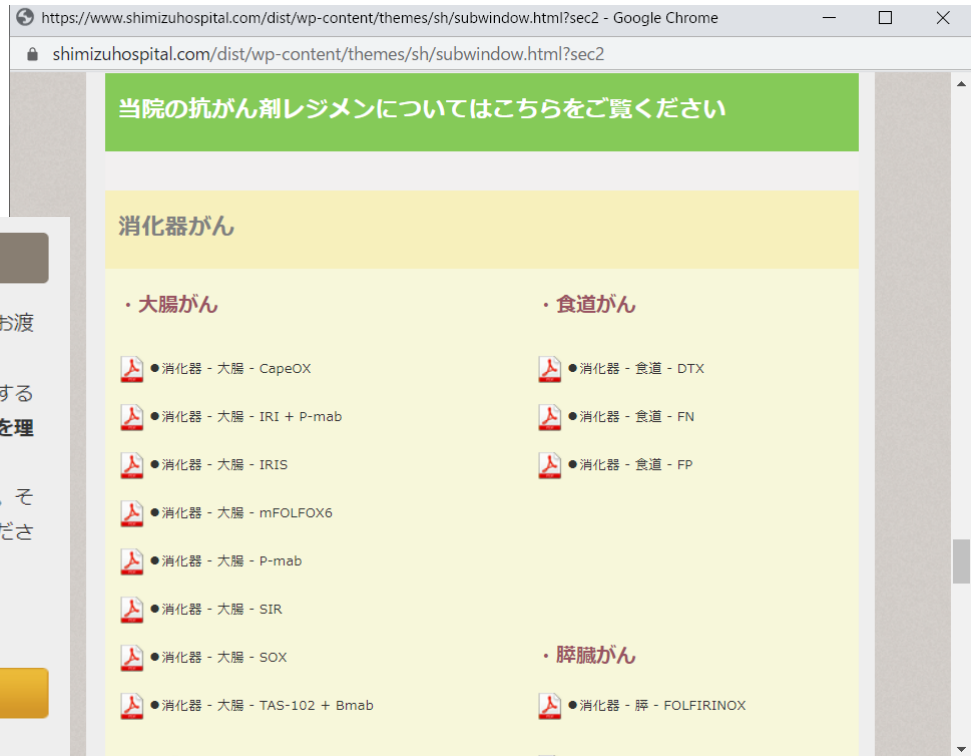 https://www.shimizuhospital.com/dist/wp-content/themes/sh/subwindow.html?sec2 - Google Chrome
shimizuhospital.com/dist/wp-content/themes/sh/subwindow.html?sec2
当院の抗がん剤レジメンについてはこちらをご覧ください
消化器がん
・大腸がん
●消化器 - 大腸 - CapeOX
●消化器 - 大腸 - IRI + P-mab
●消化器 - 大腸 - IRIS
●消化器 - 大腸 - mFOLFOX6
●消化器 - 大腸 - P-mab
●消化器 - 大腸 - SIR
●消化器 - 大腸 - SOX
●消化器 - 大腸 - TAS-102 + Bmab
・食道がん
●消化器 - 食道 - DTX
●消化器 - 食道 - FN
●消化器 - 食道 - FP
・膵臓がん
●消化器 - 膵 - FOLFIRINOX
お渡
する
を理
。そ
ださ